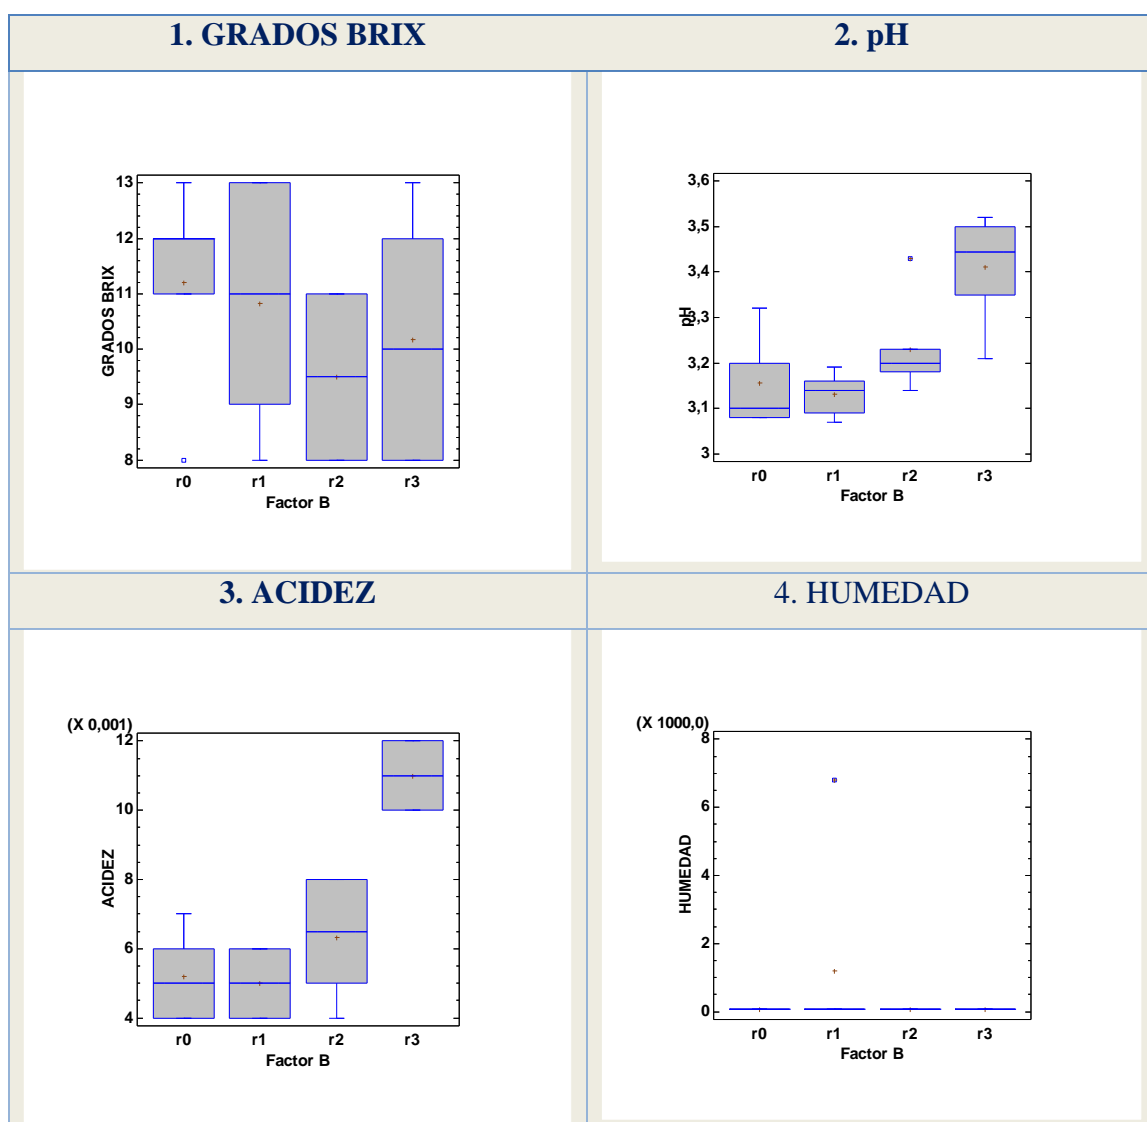 1. GRADOS BRIX
2. pH
13
12
11
10
9
8
GRADOS BRIX
r0 r1 r2 r3
Factor B
3,6
3,5
3,4
3,3
3,2
3,1
3
pH
r0 r1 r2 r3
Factor B
3. ACIDEZ
4. HUMEDAD
(X 0,001)
12
10
8
6
4
ACIDEZ
r0 r1 r2 r3
Factor B
(X 1000,0)
8
6
4
2
0
HUMEDAD
r0 r1 r2 r3
Factor B